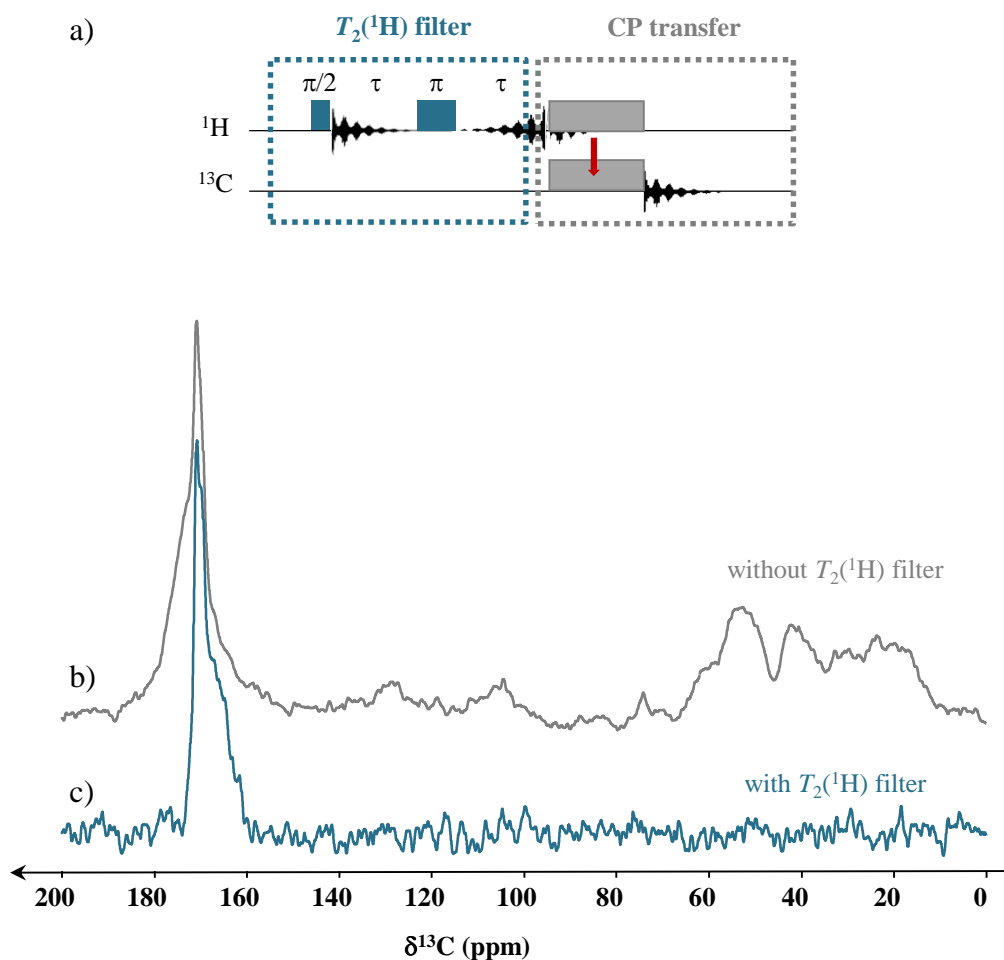 a)
T₂(¹H) filter
CP transfer
π/2 τ π τ
¹H
¹³C
without T₂(¹H) filter
b)
c)
with T₂(¹H) filter
200 180 160 140 120 100 80 60 40 20 0
δ¹³C (ppm)